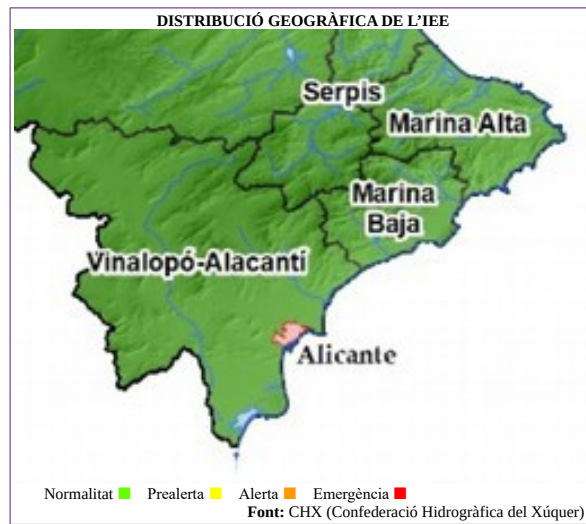 DISTRIBUCIÓ GEOGRÀFICA DE L'IEE
Serpis
Marina Alta
Marina
Baja
Vinalopó-Alacantí
Alicante
Normalitat Prealerta Alerta Emergència
Font: CHX (Confederació Hidrogràfica del Xúquer)